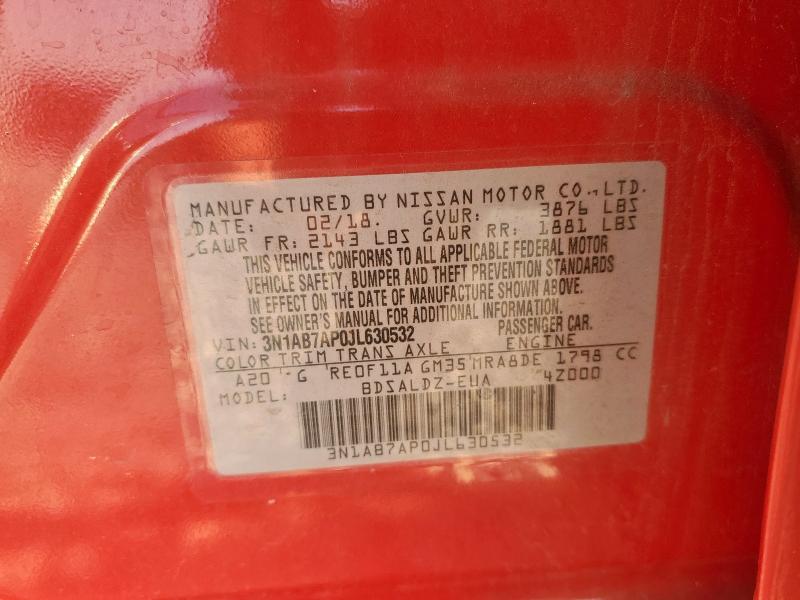 MANUFACTURED BY NISSAN MOTOR CO., LTD.
DATE: 02/18. GVWR: 3876 LBS
GAWR FR: 2143 LBS GAWR RR: 1881 LBS
THIS VEHICLE CONFORMS TO ALL APPLICABLE FEDERAL MOTOR
VEHICLE SAFETY, BUMPER AND THEFT PREVENTION STANDARDS
IN EFFECT ON THE DATE OF MANUFACTURE SHOWN ABOVE.
SEE OWNER'S MANUAL FOR ADDITIONAL INFORMATION.
VIN: 3N1AB7AP0JL630532 PASSENGER CAR.
COLOR TRIM TRANS AXLE ENGINE
A20 G RE0F11A GM35 MRA8DE 1798 CC
MODEL: BDSALDZ-EUA 4Z000
3N1AB7AP0JL630532